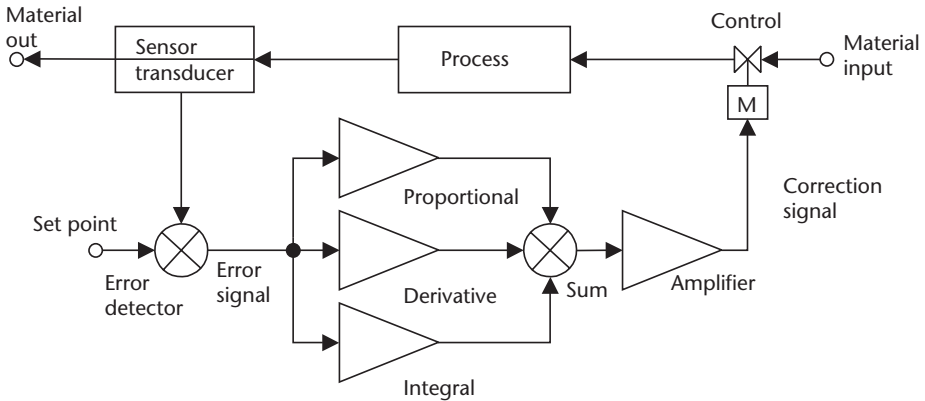 Material
out
Sensor
transducer
Process
Control
Material
input
M
Proportional
Correction
signal
Set point
Error
detector
Error
signal
Derivative
Sum
Amplifier
Integral